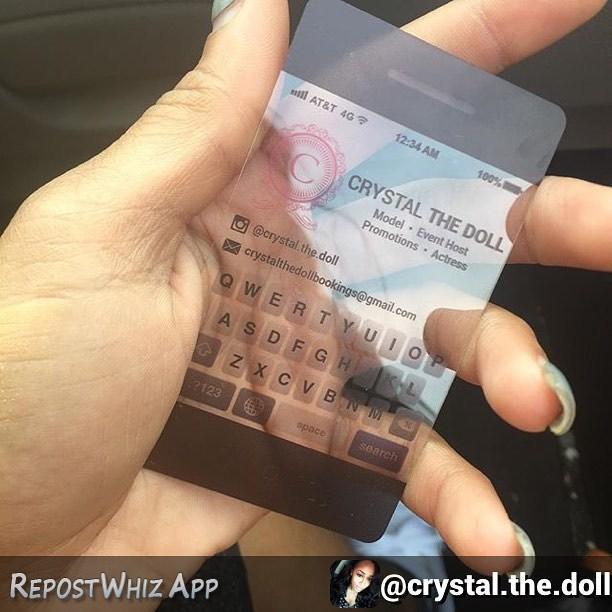 AT&T 4G
12:34 AM
100%
C
CRYSTAL THE DOLL
Model • Event Host
Promotions • Actress
@crystal.the.doll
crystalthedollbookings@gmail.com
Q W E R T Y U I O P
A S D F G H J K L
Z X C V B N M
?123 space search
REPOSTWHIZ APP
@crystal.the.doll